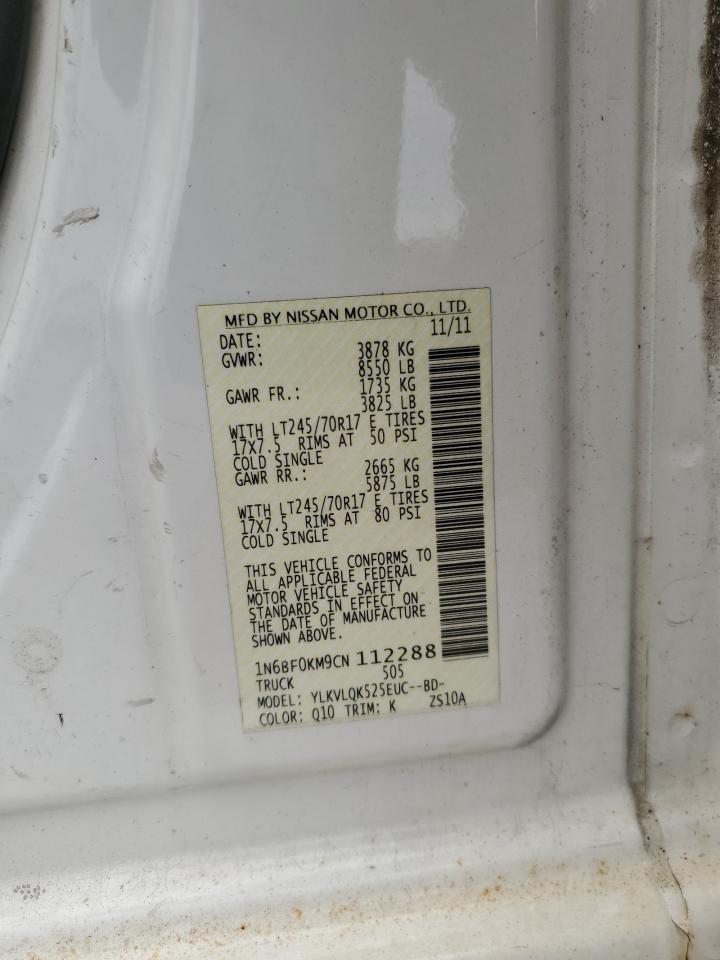 MFD BY NISSAN MOTOR CO., LTD.
DATE: 11/11
GVWR: 3878 KG
8550 LB
GAWR FR.: 1735 KG
3825 LB
WITH LT245/70R17 E TIRES
17X7.5 RIMS AT 50 PSI
COLD SINGLE
GAWR RR.: 2665 KG
5875 LB
WITH LT245/70R17 E TIRES
17X7.5 RIMS AT 80 PSI
COLD SINGLE
THIS VEHICLE CONFORMS TO
ALL APPLICABLE FEDERAL
MOTOR VEHICLE SAFETY
STANDARDS IN EFFECT ON
THE DATE OF MANUFACTURE
SHOWN ABOVE.
1N6BF0KM9CN 112288
TRUCK 505
MODEL: YLKVLQK525EUC--BD-
COLOR: Q10 TRIM: K ZS10A